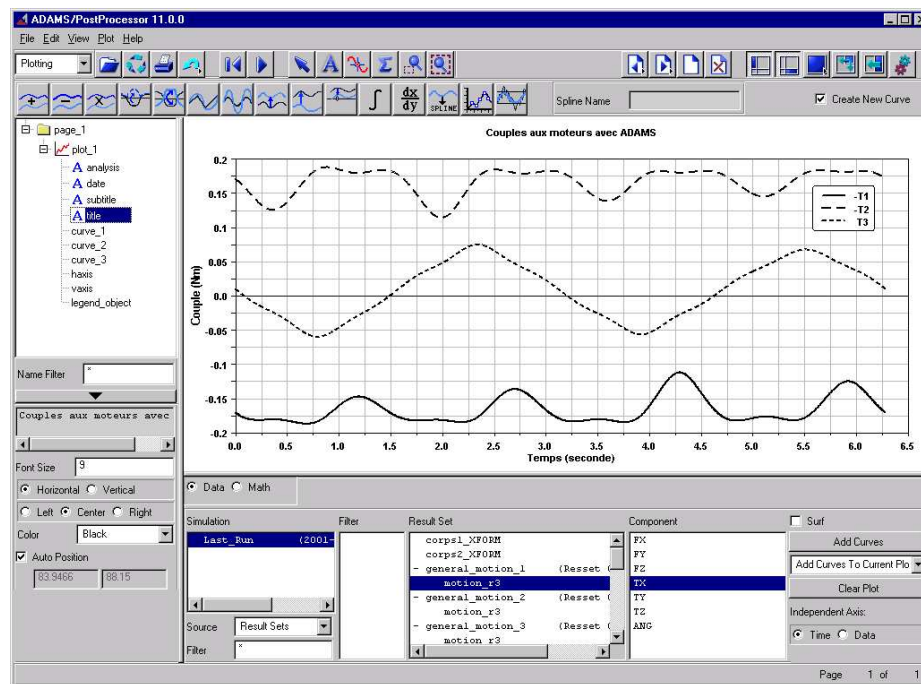 ADAMS/PostProcessor 11.0.0
File Edit View Plot Help
Plotting
dx
dy
SPLINE
Spline Name
Create New Curve
page_1
plot_1
A analysis
A date
A subtitle
A title
curve_1
curve_2
curve_3
haxis
vaxis
legend_object
Name Filter *
Couples aux moteurs avec
Font Size 9
Horizontal Vertical
Left Center Right
Color Black
Auto Position
83.9466 88.15
Couples aux moteurs avec ADAMS
0.2
0.15
0.1
0.05
0.0
-0.05
-0.1
-0.15
-0.2
Couple (Nm)
-T1
-T2
T3
0.0 0.5 1.0 1.5 2.0 2.5 3.0 3.5 4.0 4.5 5.0 5.5 6.0 6.5
Temps (seconde)
Data Math
Simulation
Last_Run (2001-
Source Result Sets
Filter *
Filter
Result Set
corps1_XFORM
corps2_XFORM
- general_motion_1 (Resset
motion_r3
- general_motion_2 (Resset
motion_r3
- general_motion_3 (Resset
motion_r3
Component
FX
FY
FZ
TX
TY
TZ
ANG
Surf
Add Curves
Add Curves To Current Plo
Clear Plot
Independent Axis:
Time Data
Page 1 of 1